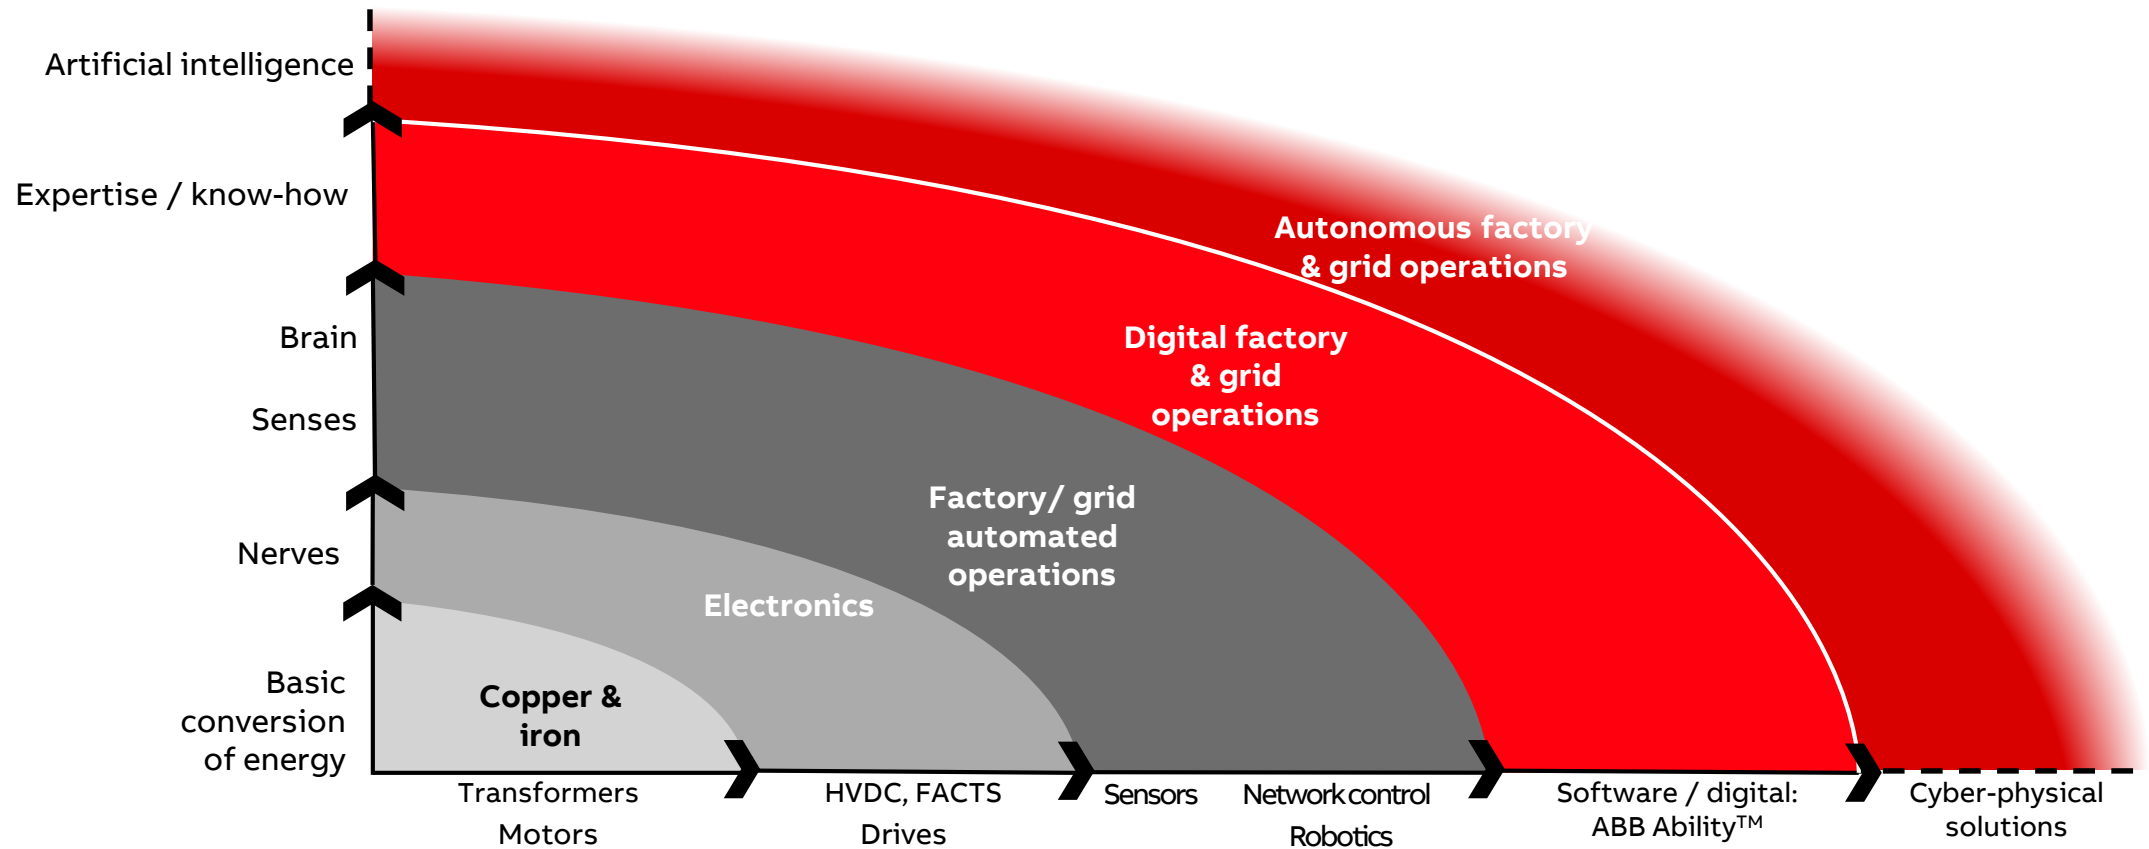 Artificial intelligence
Expertise / know-how
Brain
Senses
Nerves
Basic
conversion
of energy
Autonomous factory
& grid operations
Digital factory
& grid
operations
Factory/ grid
automated
operations
Electronics
Copper &
iron
Transformers
Motors
HVDC, FACTS
Drives
Sensors
Network control
Robotics
Software / digital:
ABB Ability™
Cyber-physical
solutions